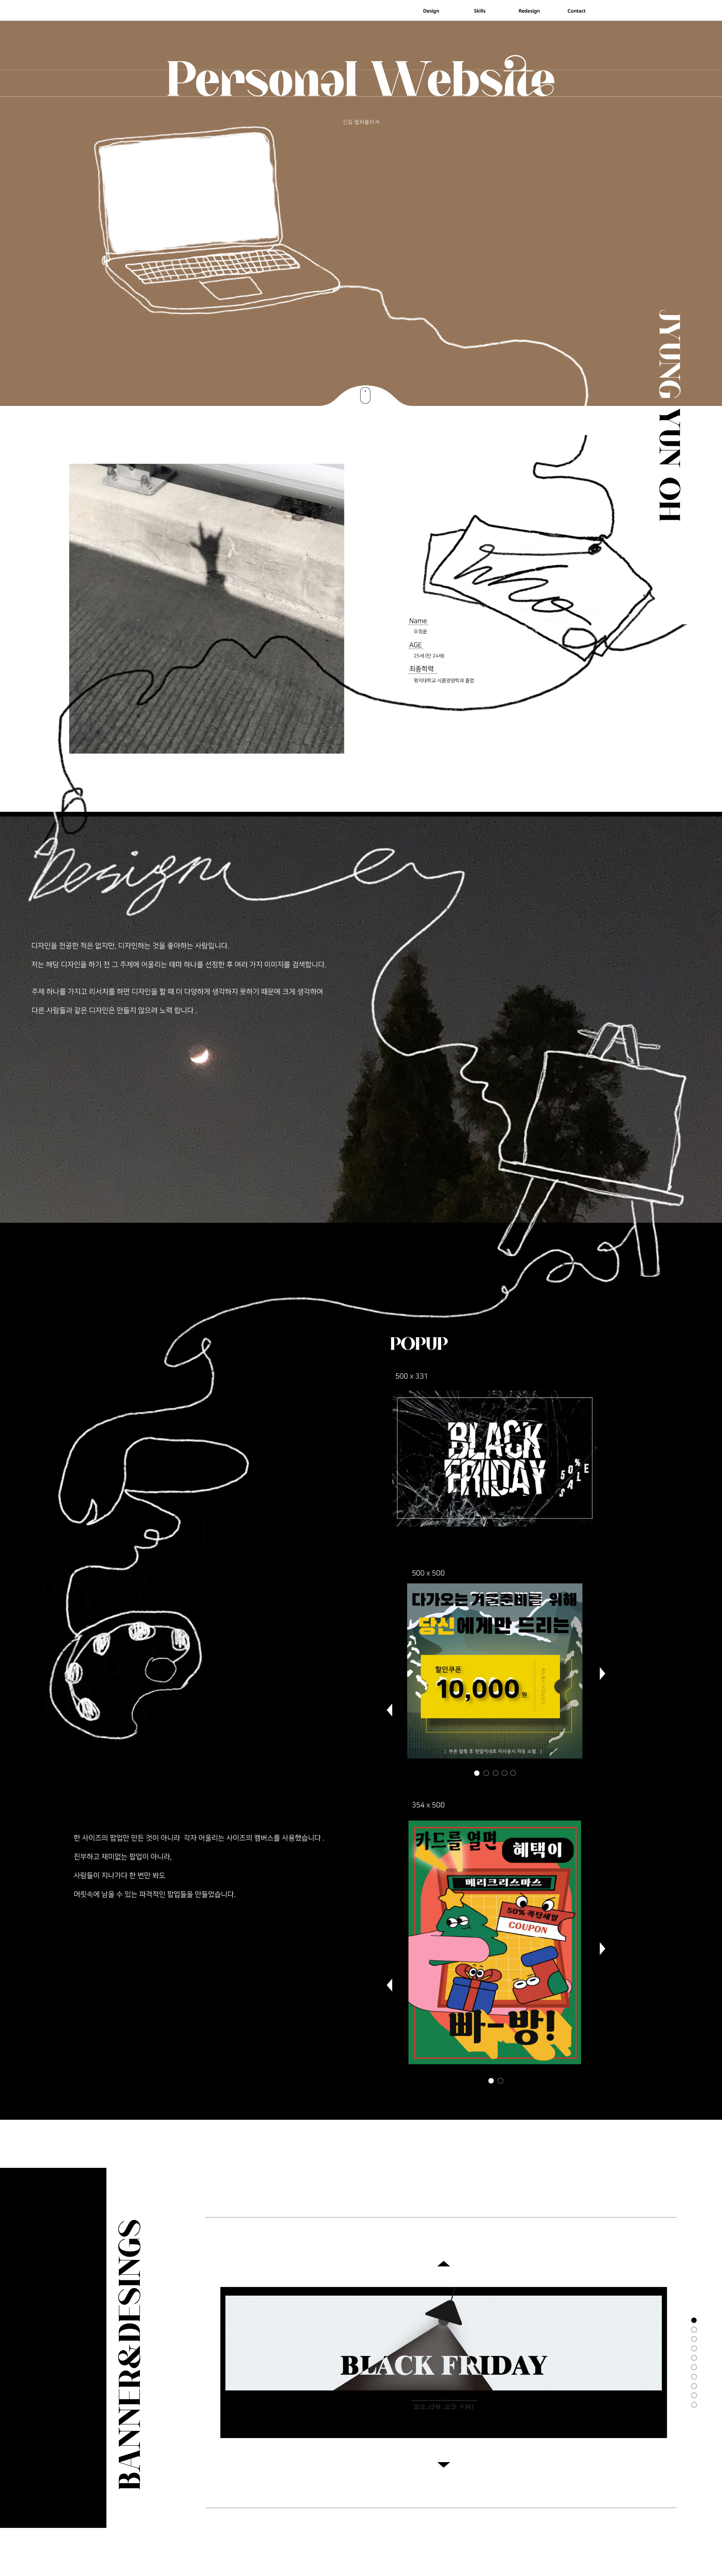 Design Skills Redesign Contact
Personal Website
신입 웹퍼블리셔
JYUNG YUN OH
Name
오정윤
AGE
25세 (만 24세)
최종학력
명지대학교 식품영양학과 졸업
Designer
디자인을 전공한 적은 없지만, 디자인하는 것을 좋아하는 사람입니다.
저는 해당 디자인을 하기 전 그 주제에 어울리는 테마 하나를 선정한 후 여러 가지 이미지를 검색합니다.
주제 하나를 가지고 리서치를 하면 디자인을 할 때 더 다양하게 생각하지 못하기 때문에 크게 생각하여
다른 사람들과 같은 디자인은 만들지 않으려 노력 합니다 .
POPUP
500 x 331
BLACK
FRIDAY
50%
SALE
500 x 500
다가오는 겨울준비를 위해
당신에게만 드리는
할인쿠폰
10,000원
354 x 500
한 사이즈의 팝업만 만든 것이 아니라 각자 어울리는 사이즈의 캠버스를 사용했습니다 .
진부하고 재미없는 팝업이 아니라,
사람들이 지나가다 한 번만 봐도
머릿속에 남을 수 있는 파격적인 팝업들을 만들었습니다.
카드를 열면
혜택이
메리크리스마스
50% 폭탄세일
COUPON
빠-방!
BANNER&DESINGS
BLACK FRIDAY
22.09.23 FRI